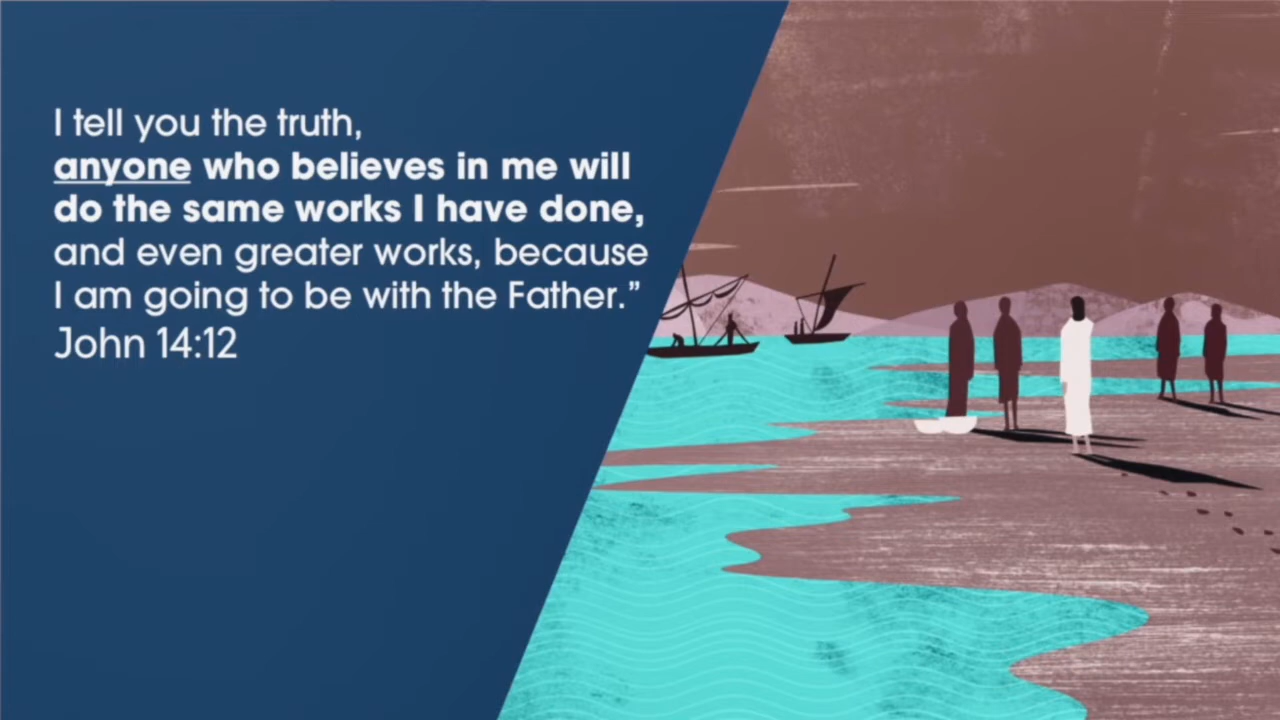 I tell you the truth,
anyone who believes in me will
do the same works I have done,
and even greater works, because
I am going to be with the Father.”
John 14:12